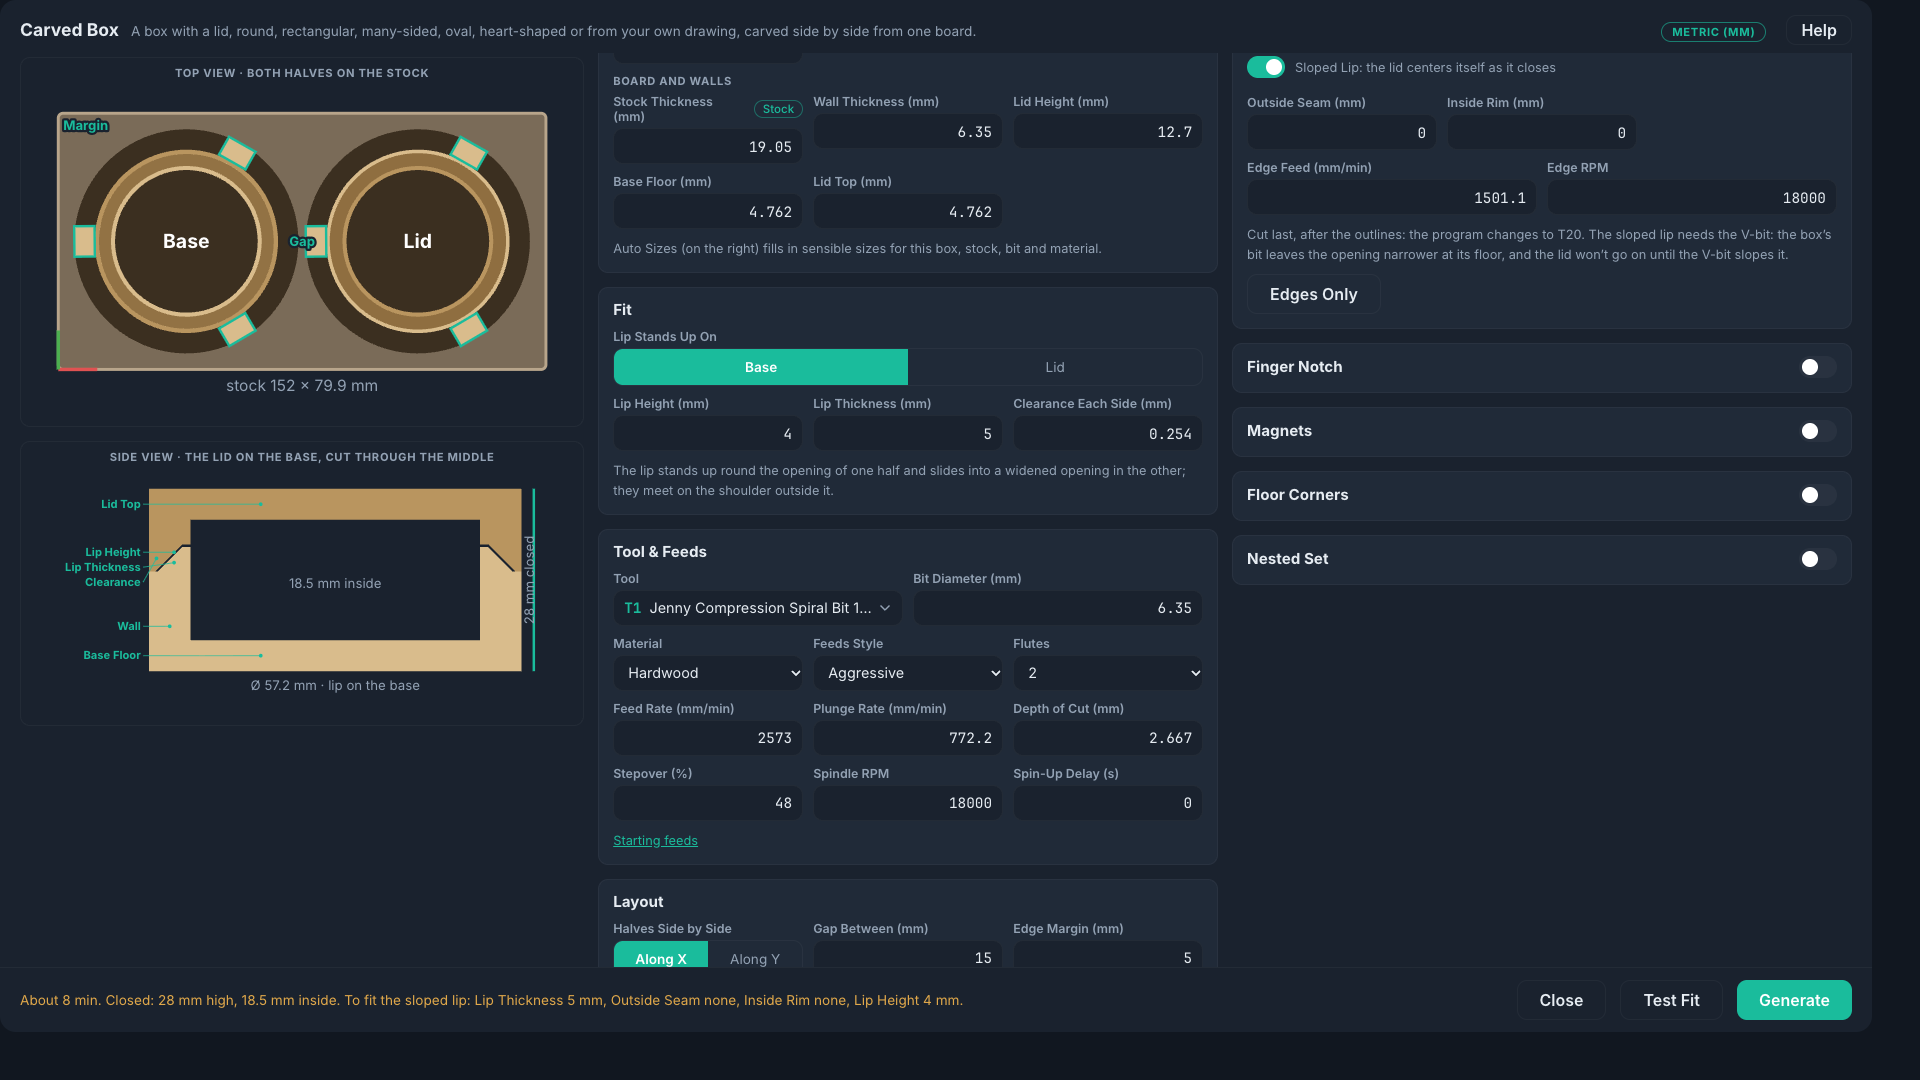 Carved Box
A box with a lid, round, rectangular, many-sided, oval, heart-shaped or from your own drawing, carved side by side from one board.
METRIC (MM)
Help
TOP VIEW · BOTH HALVES ON THE STOCK
Margin
Base
Gap
Lid
stock 152 × 79.9 mm
SIDE VIEW · THE LID ON THE BASE, CUT THROUGH THE MIDDLE
Lid Top
Lip Height
Lip Thickness
Clearance
Wall
Base Floor
18.5 mm inside
28 mm closed
Ø 57.2 mm · lip on the base
BOARD AND WALLS
Stock Thickness (mm)
Stock
Wall Thickness (mm)
Lid Height (mm)
19.05
6.35
12.7
Base Floor (mm)
Lid Top (mm)
4.762
4.762
Auto Sizes (on the right) fills in sensible sizes for this box, stock, bit and material.
Fit
Lip Stands Up On
Base
Lid
Lip Height (mm)
Lip Thickness (mm)
Clearance Each Side (mm)
4
5
0.254
The lip stands up round the opening of one half and slides into a widened opening in the other;
they meet on the shoulder outside it.
Tool & Feeds
Tool
Bit Diameter (mm)
T1 Jenny Compression Spiral Bit 1...
6.35
Material
Feeds Style
Flutes
Hardwood
Aggressive
2
Feed Rate (mm/min)
Plunge Rate (mm/min)
Depth of Cut (mm)
2573
772.2
2.667
Stepover (%)
Spindle RPM
Spin-Up Delay (s)
48
18000
0
Starting feeds
Layout
Halves Side by Side
Gap Between (mm)
Edge Margin (mm)
Along X
Along Y
15
5
Sloped Lip: the lid centers itself as it closes
Outside Seam (mm)
Inside Rim (mm)
0
0
Edge Feed (mm/min)
Edge RPM
1501.1
18000
Cut last, after the outlines: the program changes to T20. The sloped lip needs the V-bit: the box's
bit leaves the opening narrower at its floor, and the lid won't go on until the V-bit slopes it.
Edges Only
Finger Notch
Magnets
Floor Corners
Nested Set
About 8 min. Closed: 28 mm high, 18.5 mm inside. To fit the sloped lip: Lip Thickness 5 mm, Outside Seam none, Inside Rim none, Lip Height 4 mm.
Close
Test Fit
Generate